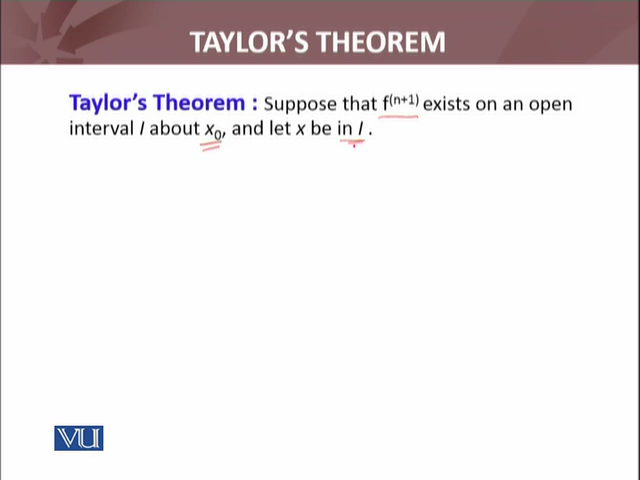 TAYLOR'S THEOREM
Taylor's Theorem : Suppose that f(n+1) exists on an open
interval I about x₀, and let x be in I .
VU